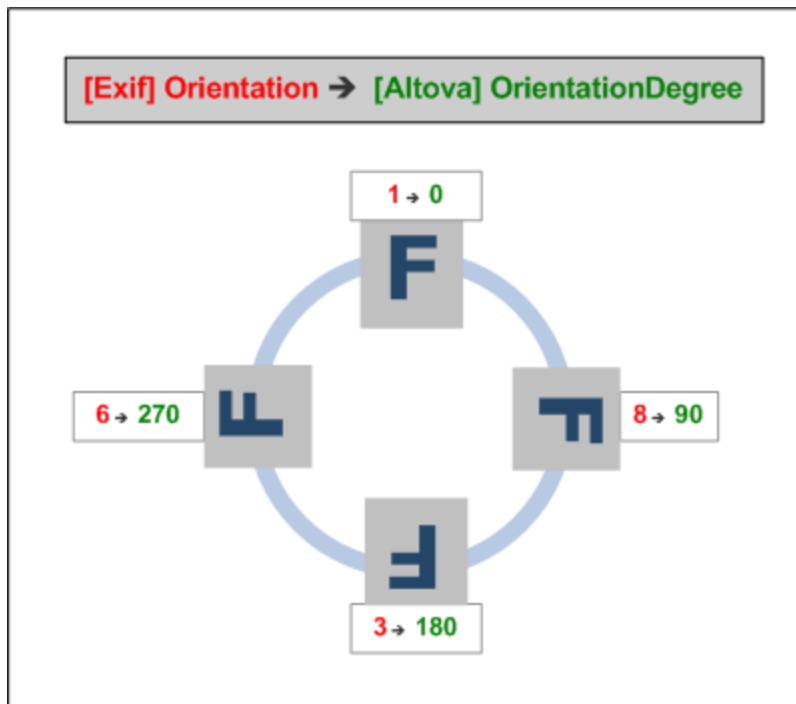 [Exif] Orientation ➔ [Altova] OrientationDegree
1 ➔ 0
F
6 ➔ 270
F
F
8 ➔ 90
F
3 ➔ 180